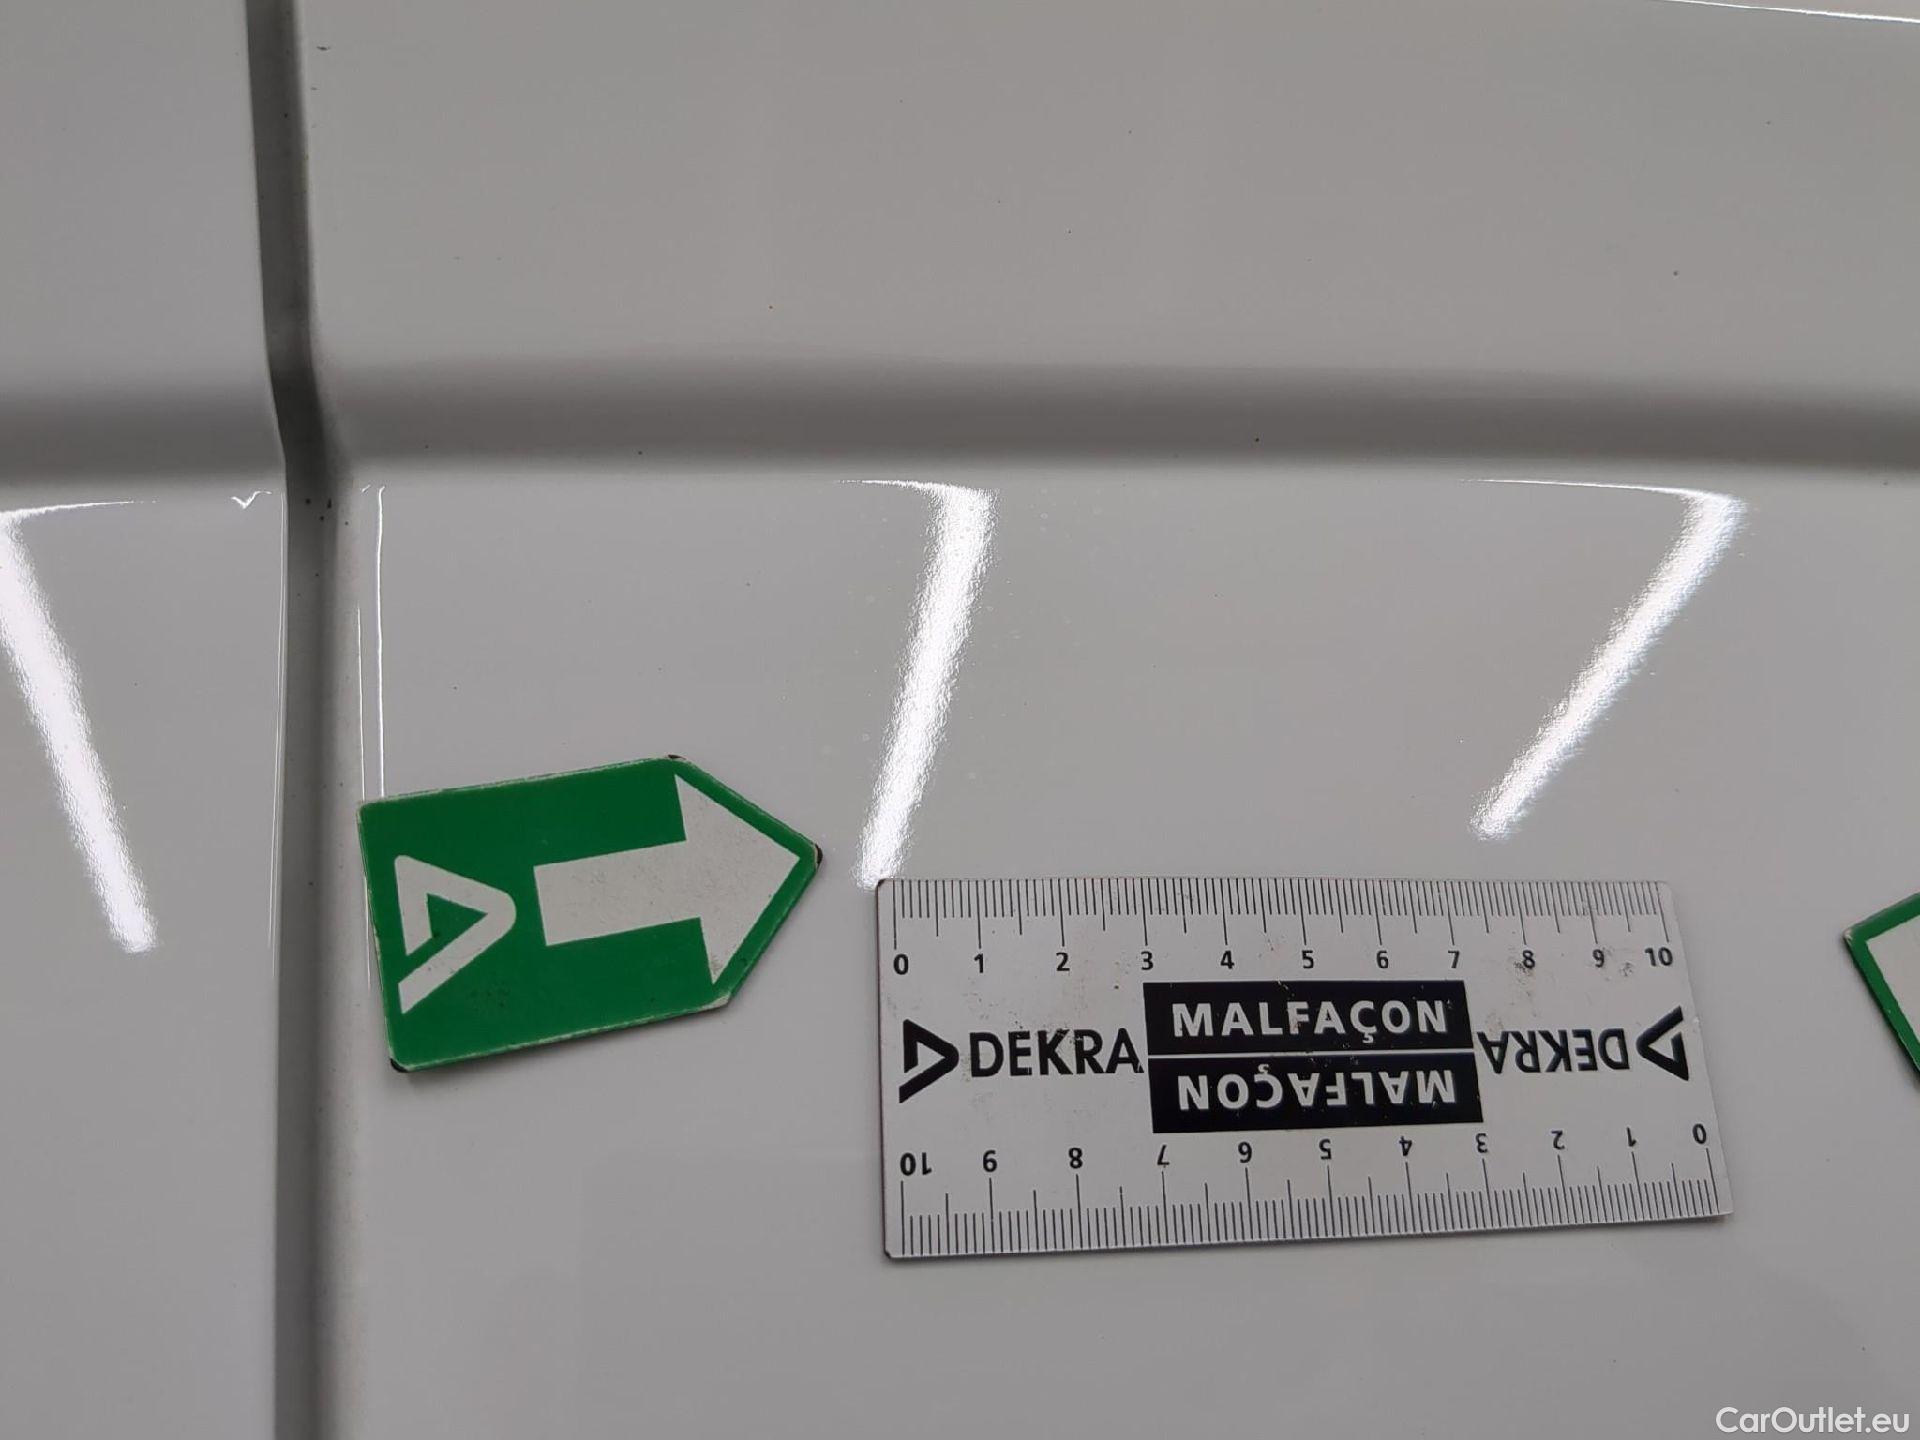 0 1 2 3 4 5 6 7 8 9 10
DEKRA MALFAÇON DEKRA
MALFAÇON
10 9 8 7 6 5 4 3 2 1 0
CarOutlet.eu